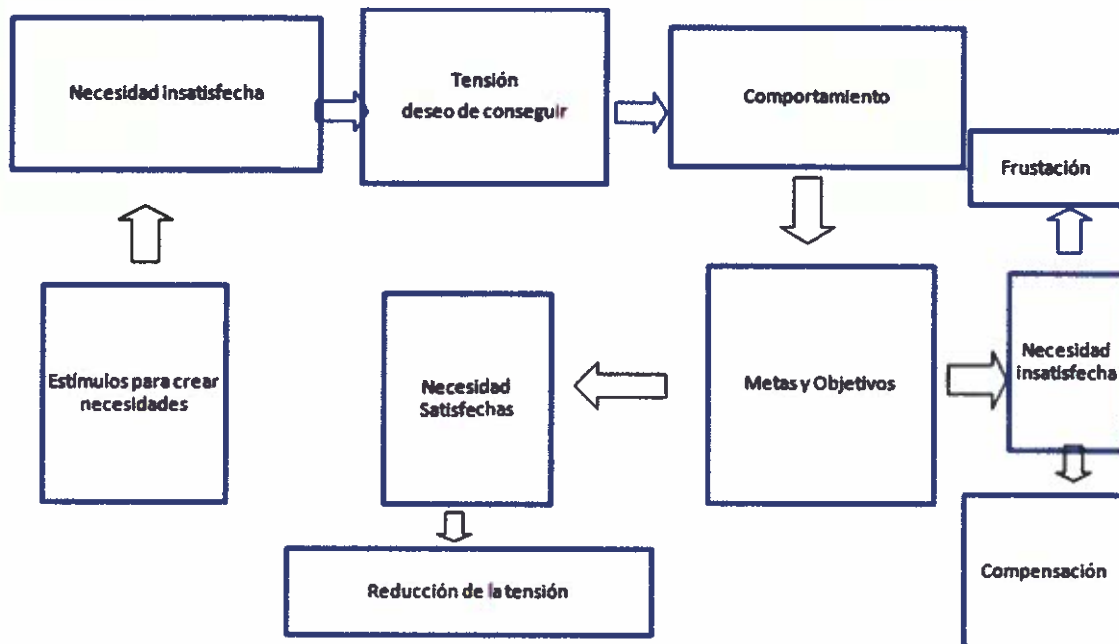 Necesidad insatisfecha
Tensión
deseo de conseguir
Comportamiento
Frustación
Estímulos para crear
necesidades
Necesidad
Satisfechas
Metas y Objetivos
Necesidad
insatisfecha
Reducción de la tensión
Compensación